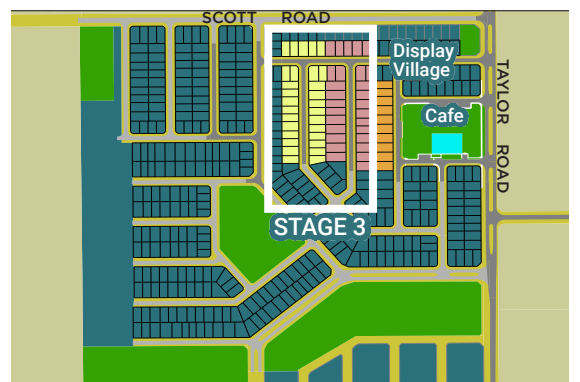 SCOTT ROAD
Display
Village
TAYLOR ROAD
Cafe
STAGE 3